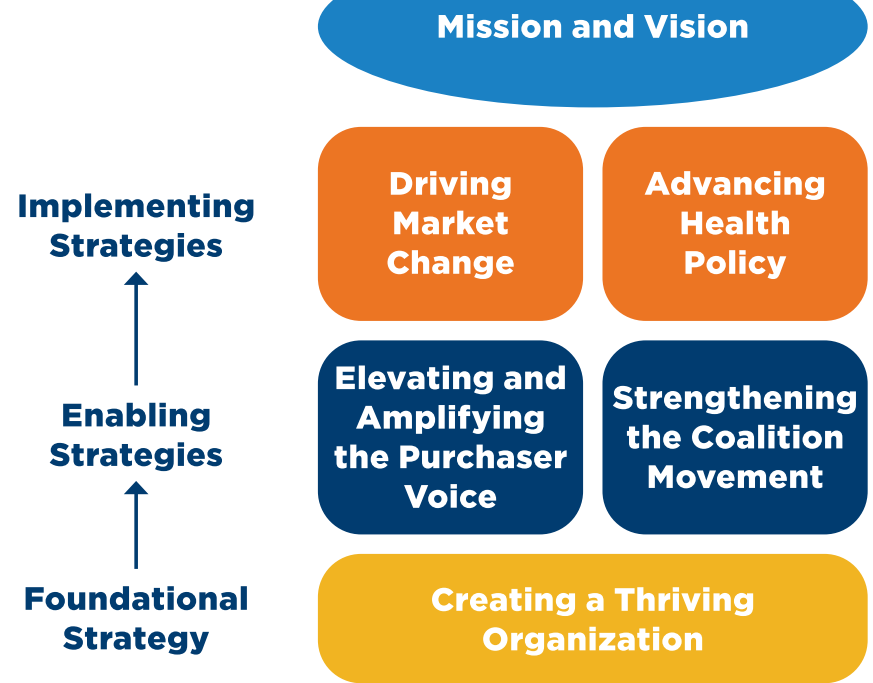 Mission and Vision
Implementing
Strategies
Driving
Market
Change
Advancing
Health
Policy
Enabling
Strategies
Elevating and
Amplifying
the Purchaser
Voice
Strengthening
the Coalition
Movement
Foundational
Strategy
Creating a Thriving
Organization